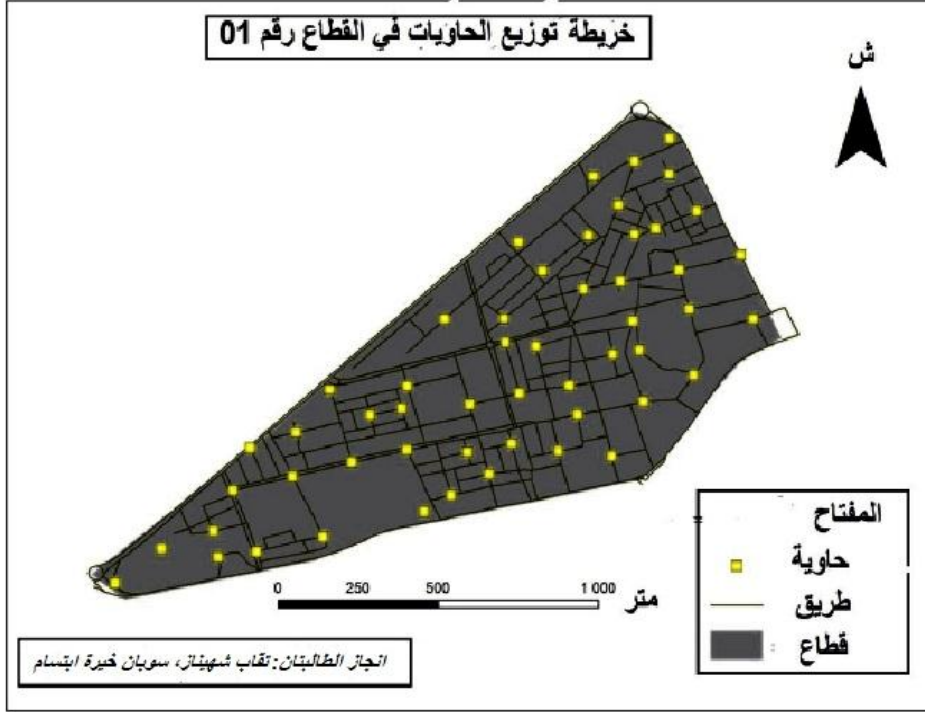 خريطة توزيع الحاويات في القطاع رقم 01
ش
المفتاح
حاوية
طريق
قطاع
0 250 500 1 000 متر
انجاز الطالبتان: نقاب شهيناز، سوبان خيرة ابتسام